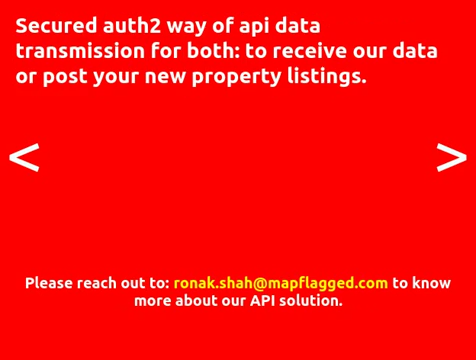 Secured auth2 way of api data
transmission for both: to receive our data
or post your new property listings.
< >
Please reach out to: ronak.shah@mapflagged.com to know
more about our API solution.